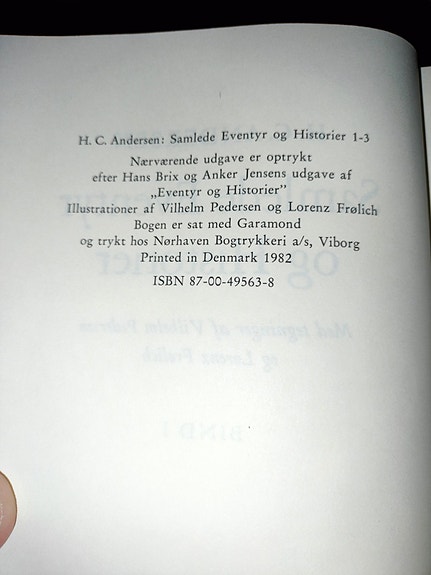 H. C. Andersen: Samlede Eventyr og Historier 1-3
Nærværende udgave er optrykt
efter Hans Brix og Anker Jensens udgave af
„Eventyr og Historier”
Illustrationer af Vilhelm Pedersen og Lorenz Frølich
Bogen er sat med Garamond
og trykt hos Nørhaven Bogtrykkeri a/s, Viborg
Printed in Denmark 1982
ISBN 87-00-49563-8